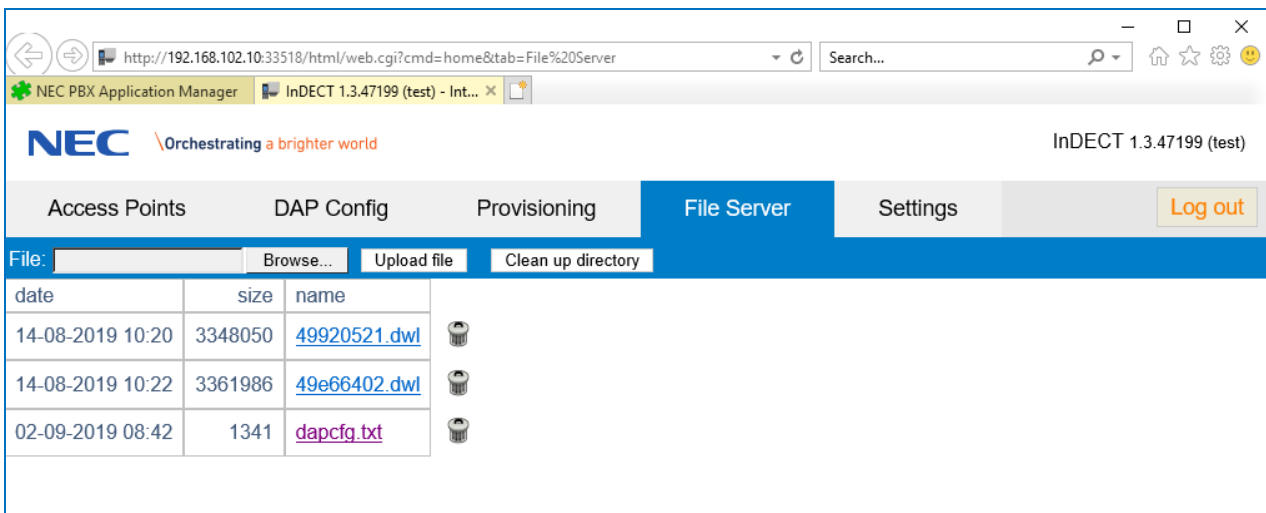 http://192.168.102.10:33518/html/web.cgi?cmd=home&tab=File%20Server Search...
NEC PBX Application Manager InDECT 1.3.47199 (test) - Int...
NEC \Orchestrating a brighter world InDECT 1.3.47199 (test)
Access Points DAP Config Provisioning File Server Settings Log out
File: Browse... Upload file Clean up directory
date size name
14-08-2019 10:20 3348050 49920521.dwl
14-08-2019 10:22 3361986 49e66402.dwl
02-09-2019 08:42 1341 dapcfg.txt